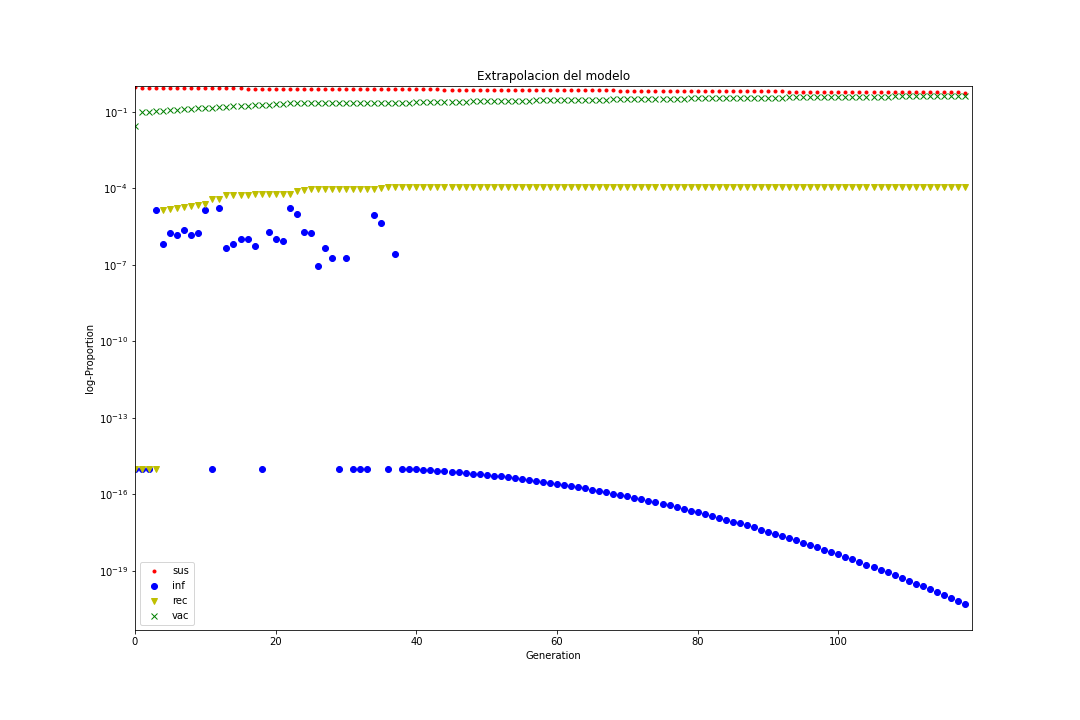 Extrapolacion del modelo
log-Proportion
10^-1
10^-4
10^-7
10^-10
10^-13
10^-16
10^-19
sus
inf
rec
vac
0 20 40 60 80 100
Generation